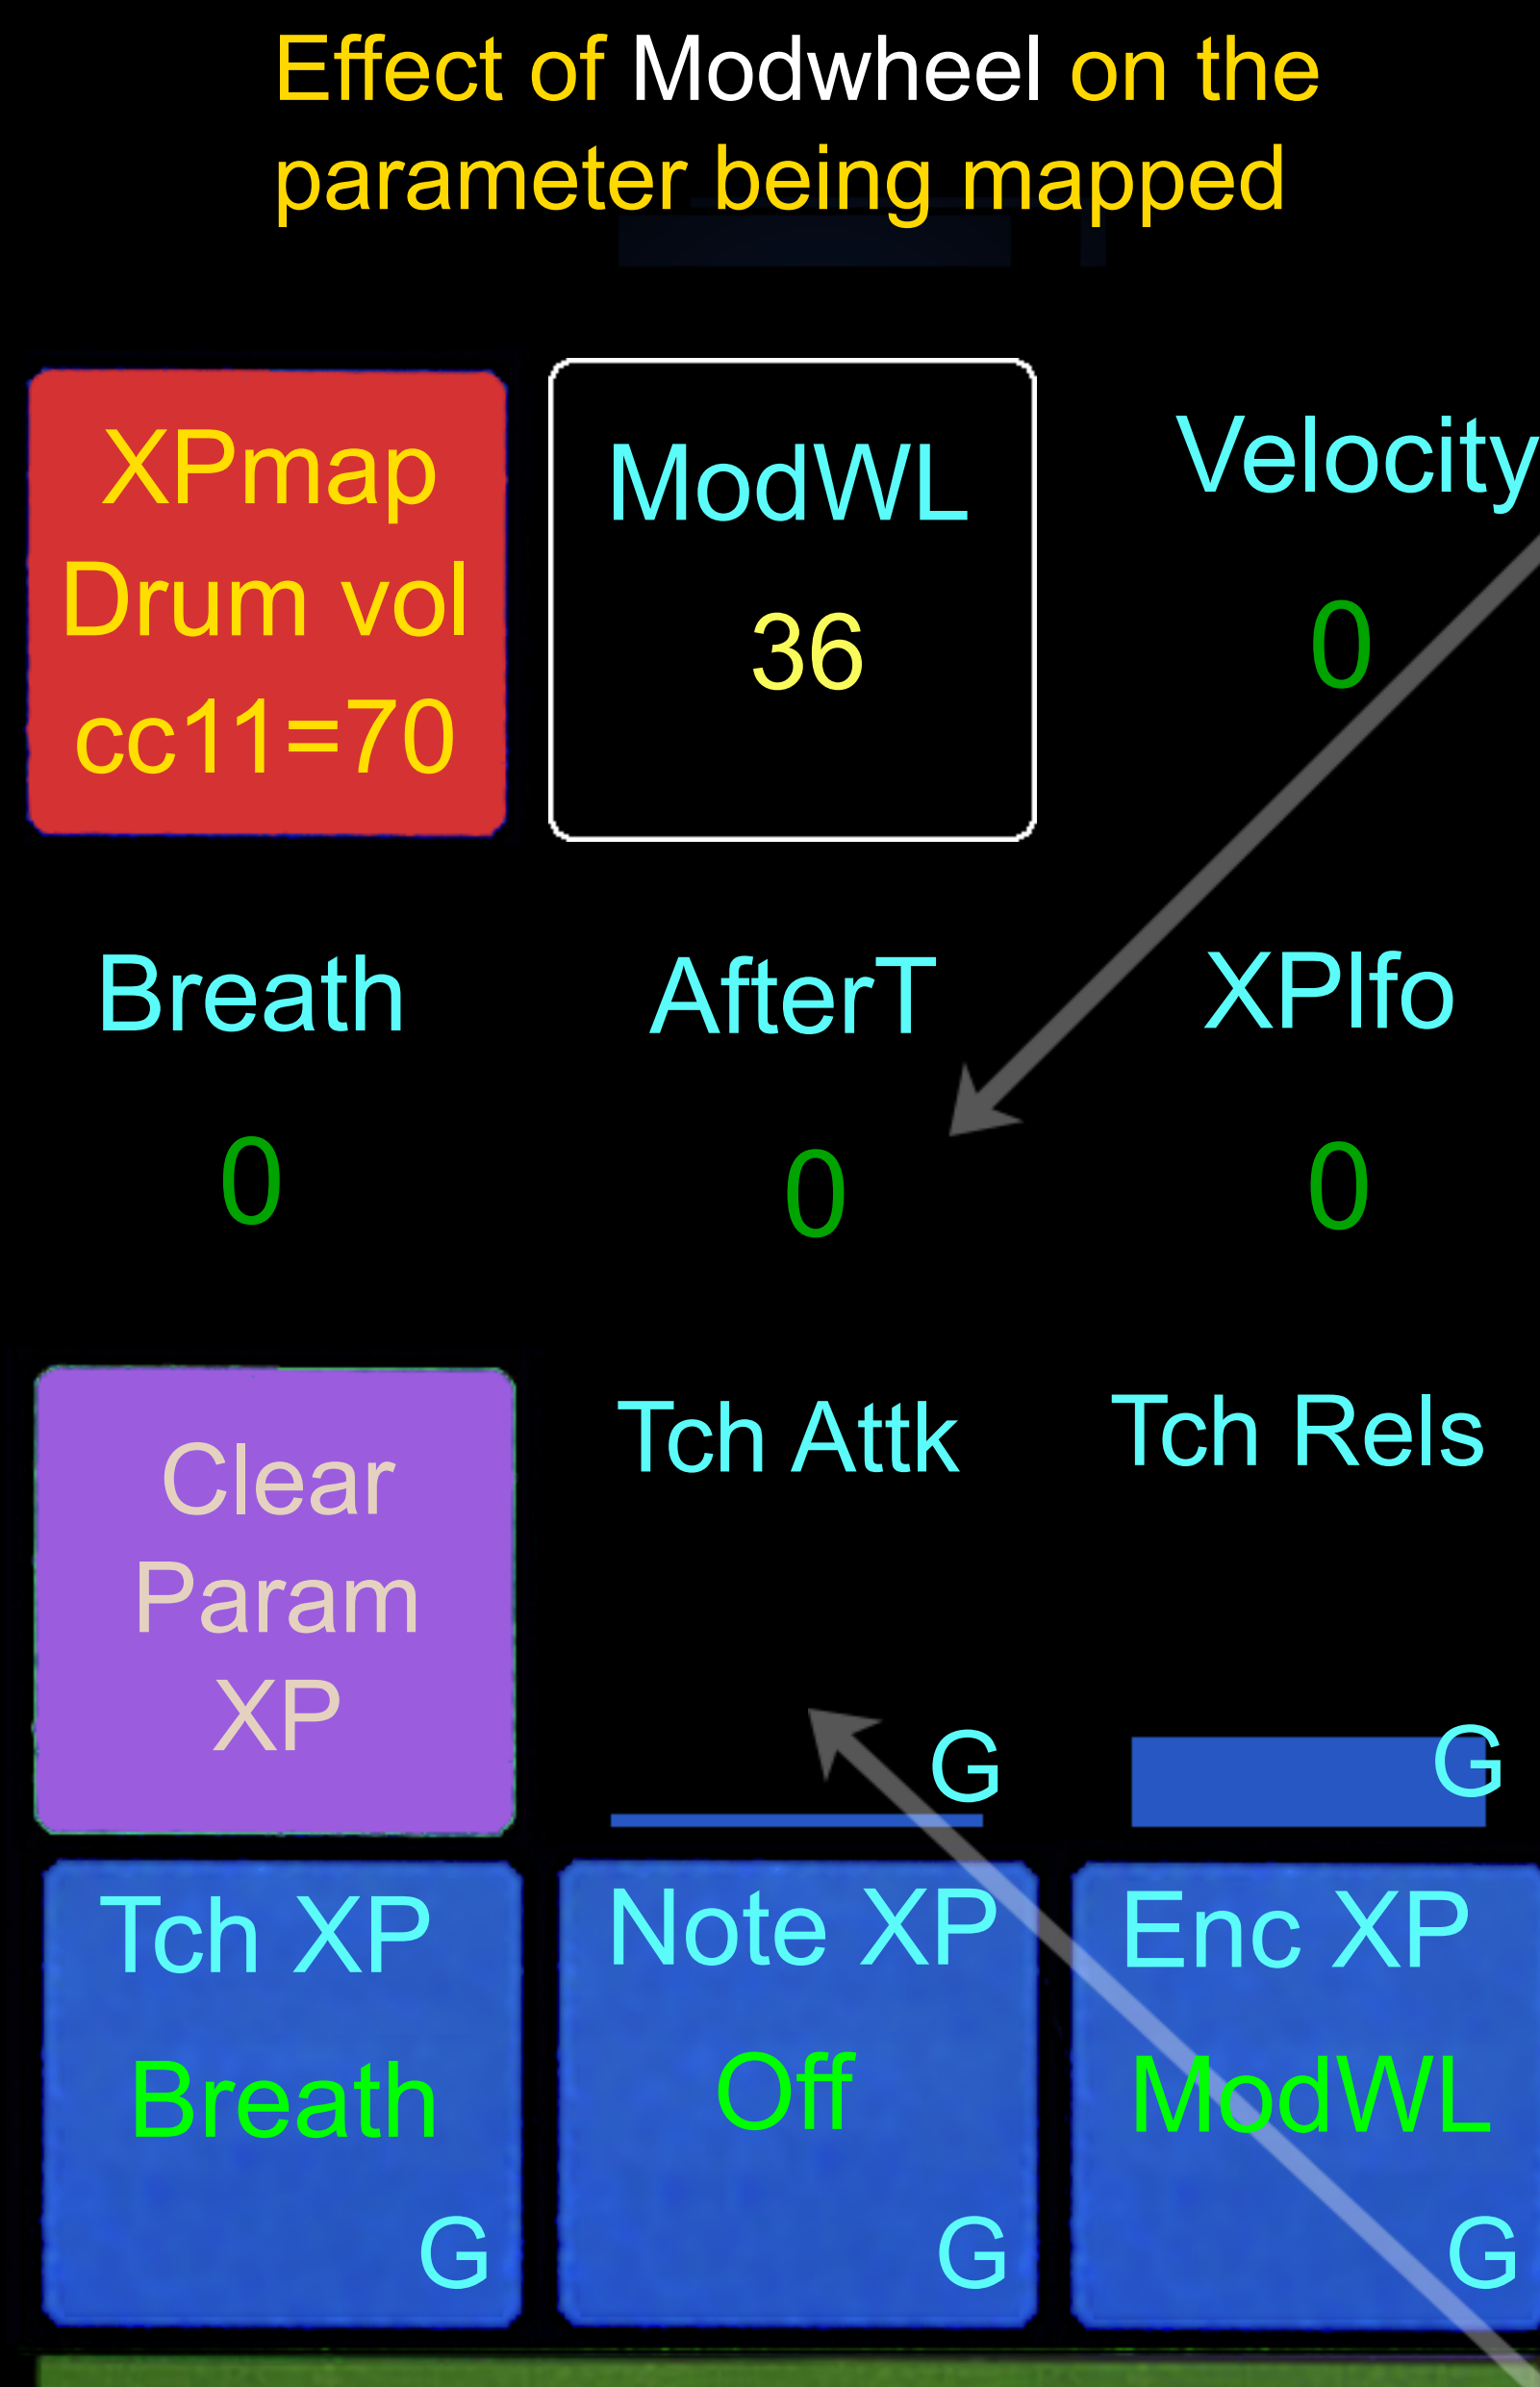 Effect of Modwheel on the
parameter being mapped
XPmap
Drum vol
cc11=70
ModWL
36
Velocity
0
Breath
0
AfterT
0
XPlfo
0
Clear
Param
XP
Tch Attk
G
Tch Rels
G
Tch XP
Breath
G
Note XP
Off
G
Enc XP
ModWL
G